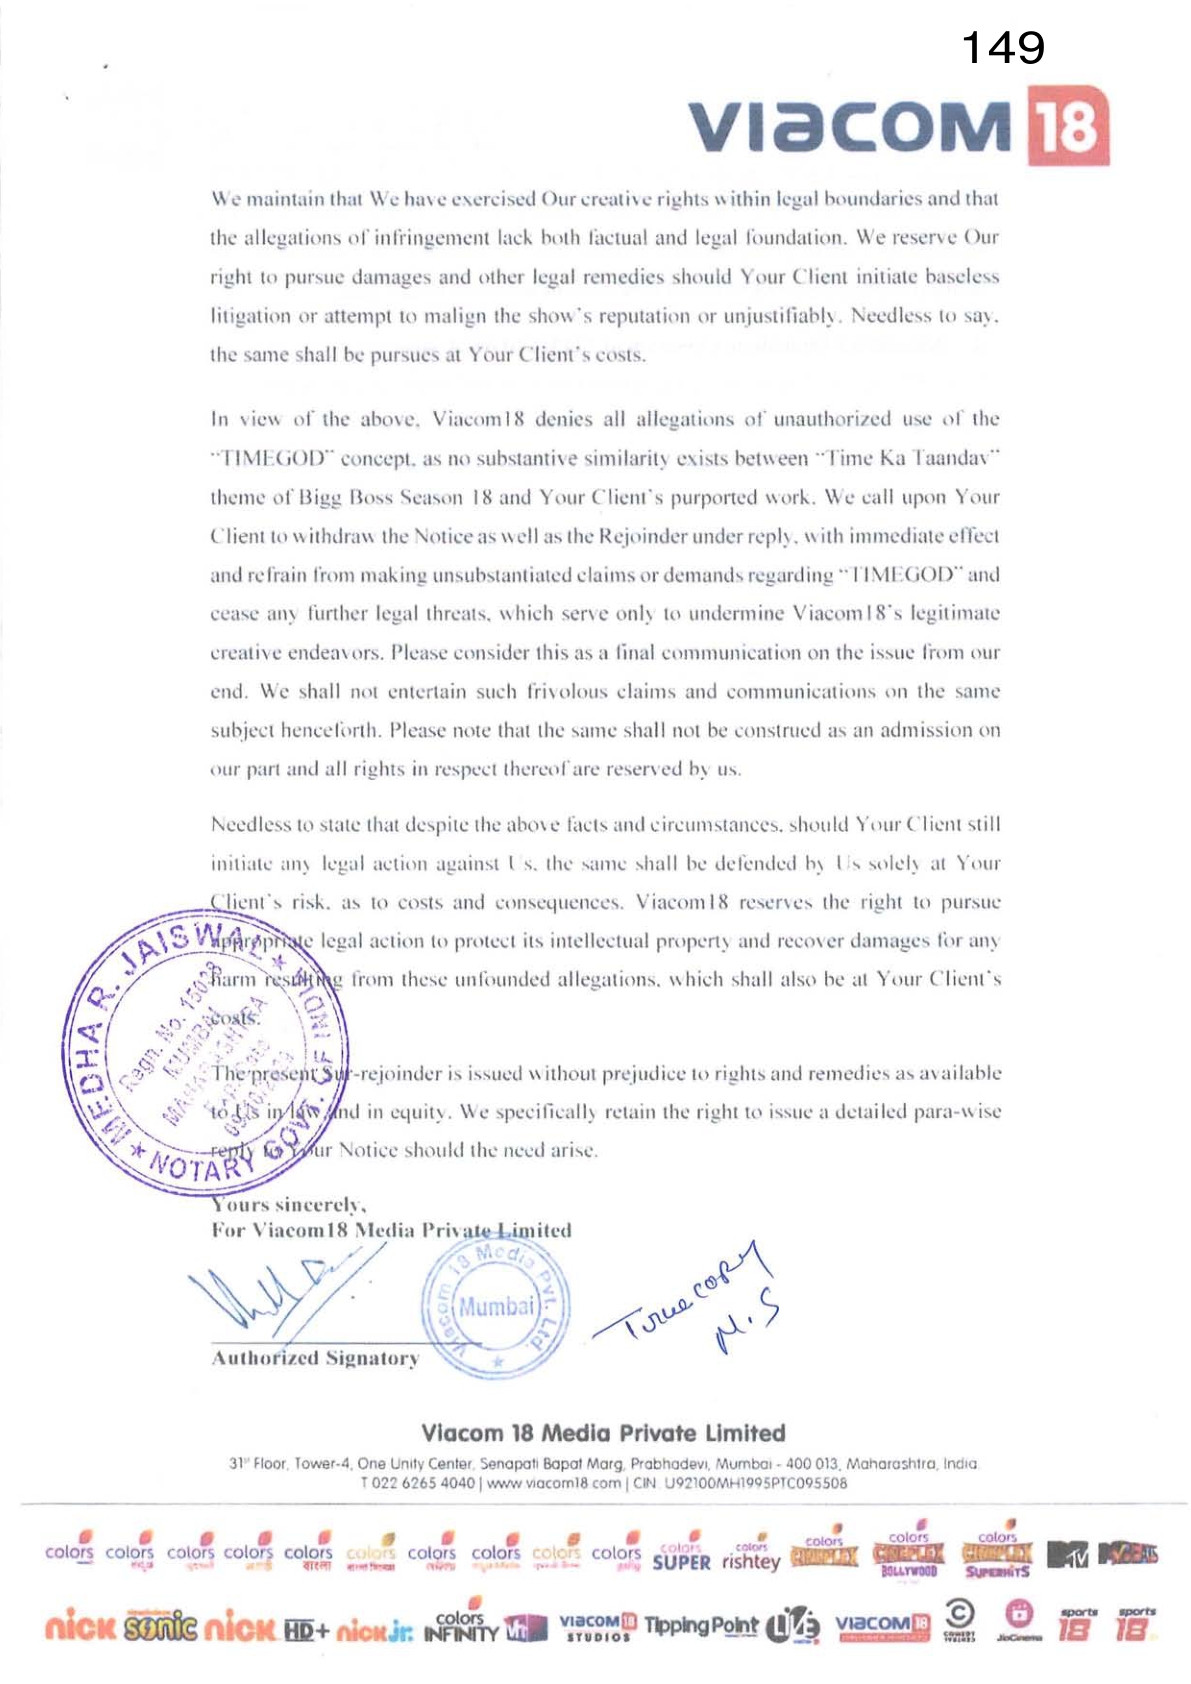 149
VIACOM 18
We maintain that We have exercised Our creative rights within legal boundaries and that
the allegations of infringement lack both factual and legal foundation. We reserve Our
right to pursue damages and other legal remedies should Your Client initiate baseless
litigation or attempt to malign the show's reputation or unjustifiably. Needless to say,
the same shall be pursues at Your Client's costs.
In view of the above, Viacom18 denies all allegations of unauthorized use of the
"TIMEGOD" concept, as no substantive similarity exists between "Time Ka Taandav"
theme of Bigg Boss Season 18 and Your Client's purported work. We call upon Your
Client to withdraw the Notice as well as the Rejoinder under reply, with immediate effect
and refrain from making unsubstantiated claims or demands regarding "TIMEGOD" and
cease any further legal threats, which serve only to undermine Viacom18's legitimate
creative endeavors. Please consider this as a final communication on the issue from our
end. We shall not entertain such frivolous claims and communications on the same
subject henceforth. Please note that the same shall not be construed as an admission on
our part and all rights in respect thereof are reserved by us.
Needless to state that despite the above facts and circumstances, should Your Client still
initiate any legal action against Us, the same shall be defended by Us solely at Your
Client's risk, as to costs and consequences. Viacom18 reserves the right to pursue
appropriate legal action to protect its intellectual property and recover damages for any
harm resulting from these unfounded allegations, which shall also be at Your Client's
costs.
The present Sur-rejoinder is issued without prejudice to rights and remedies as available
to Us in law and in equity. We specifically retain the right to issue a detailed para-wise
reply to Your Notice should the need arise.
MEDHA R. JAISWAL
NOTARY GOVT. OF INDIA
Regn. No. 15028
MUMBAI
MAHARASHTRA
Yours sincerely,
For Viacom18 Media Private Limited
Viacom 18 Media Pvt. Ltd.
Mumbai
True copy
M.S
Authorized Signatory
Viacom 18 Media Private Limited
31st Floor, Tower-4, One Unity Center, Senapati Bapat Marg, Prabhadevi, Mumbai - 400 013, Maharashtra, India
T 022 6265 4040 | www.viacom18.com | CIN U92100MH1995PTC095508
colors colors colors colors colors colors colors colors colors colors colors SUPER colors rishtey colors CINEPLEX colors CINEPLEX BOLLYWOOD colors CINEPLEX SUPERHITS MTV
বাংলা
nick sonic nick HD+ nick jr. colors INFINITY VH1 VIACOM18 STUDIOS Tipping Point LIVE VIACOM18 COMEDY CENTRAL JioCinema sports 18 sports 18